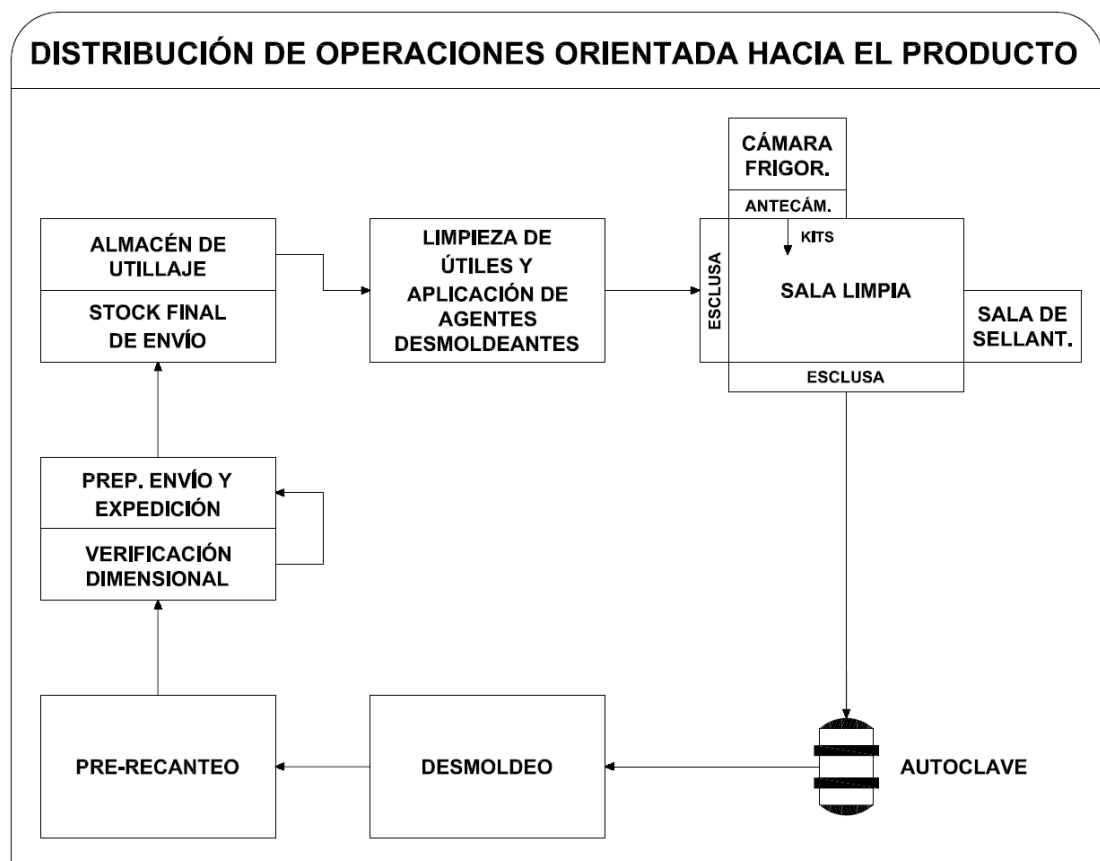 DISTRIBUCIÓN DE OPERACIONES ORIENTADA HACIA EL PRODUCTO
CÁMARA
FRIGOR.
ANTECÁM.
ALMACÉN DE
UTILLAJE
STOCK FINAL
DE ENVÍO
LIMPIEZA DE
ÚTILES Y
APLICACIÓN DE
AGENTES
DESMOLDEANTES
ESCLUSA
KITS
SALA LIMPIA
SALA DE
SELLANT.
ESCLUSA
PREP. ENVÍO Y
EXPEDICIÓN
VERIFICACIÓN
DIMENSIONAL
PRE-RECANTEO
DESMOLDEO
AUTOCLAVE